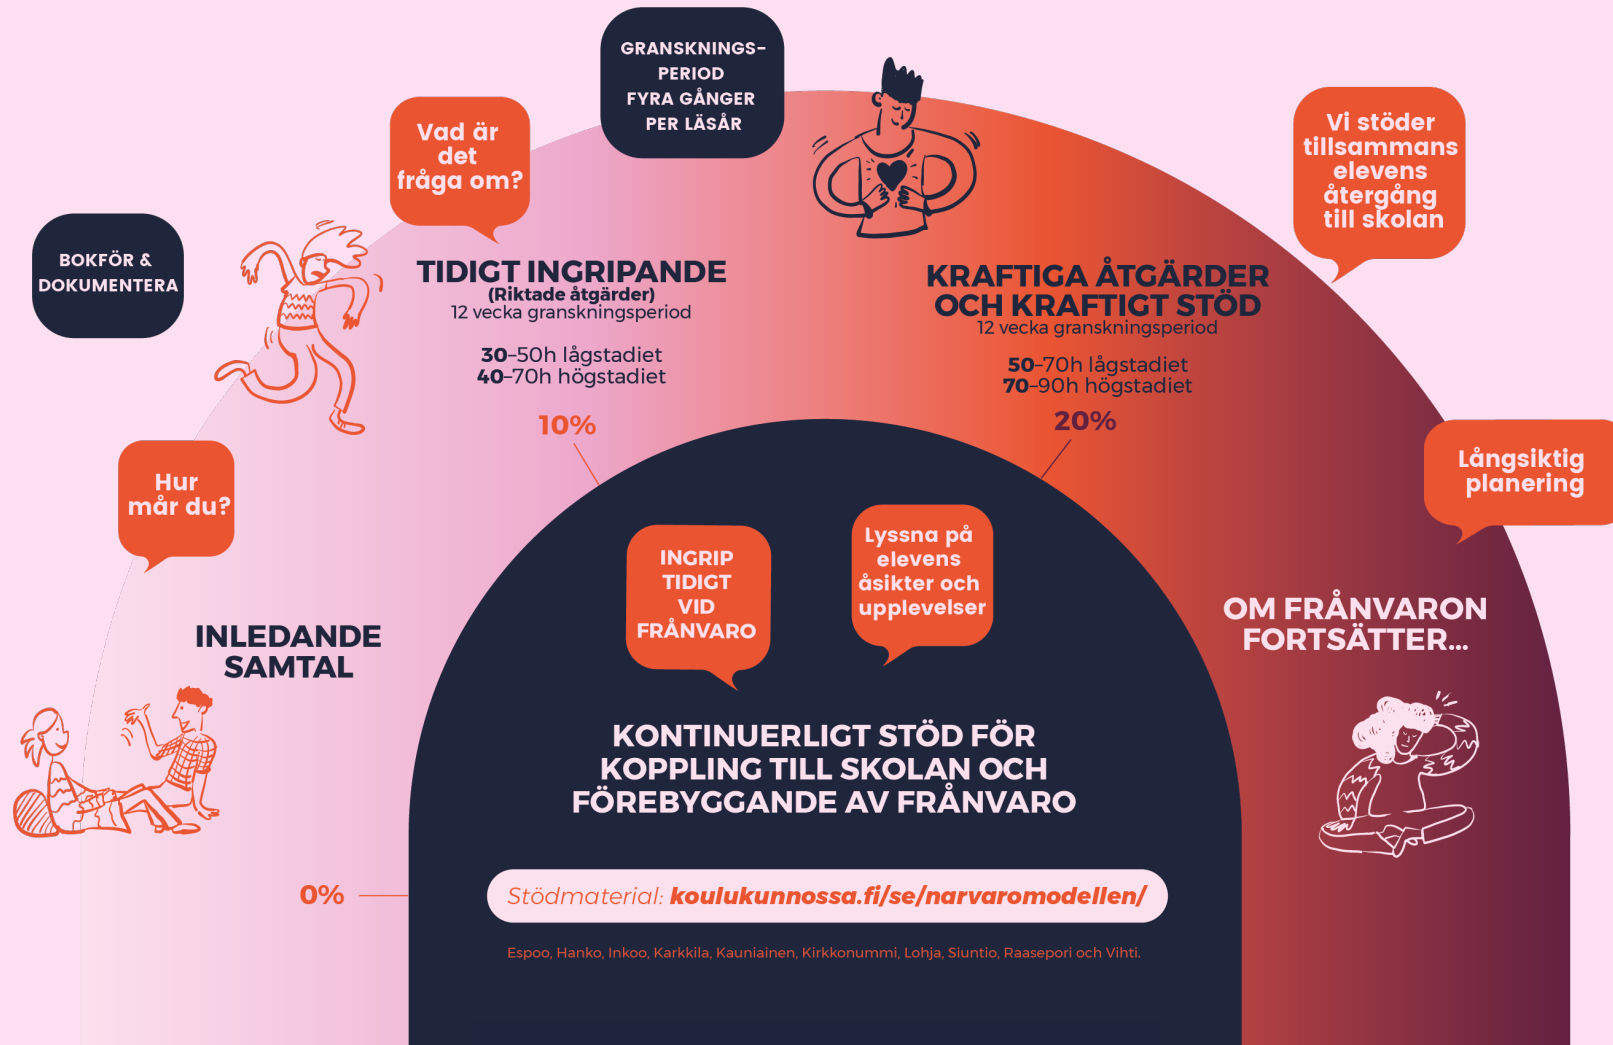 GRANSKNINGS-
PERIOD
FYRA GÅNGER
PER LÄSÅR
Vad är
det
fråga om?
Vi stöder
tillsammans
elevens
återgång
till skolan
BOKFÖR &
DOKUMENTERA
TIDIGT INGRIPANDE
(Riktade åtgärder)
12 vecka granskningsperiod
30–50h lågstadiet
40–70h högstadiet
10%
KRAFTIGA ÅTGÄRDER
OCH KRAFTIGT STÖD
12 vecka granskningsperiod
50–70h lågstadiet
70–90h högstadiet
20%
Hur
mår du?
Långsiktig
planering
INGRIP
TIDIGT
VID
FRÅNVARO
Lyssna på
elevens
åsikter och
upplevelser
INLEDANDE
SAMTAL
OM FRÅNVARON
FORTSÄTTER...
KONTINUERLIGT STÖD FÖR
KOPPLING TILL SKOLAN OCH
FÖREBYGGANDE AV FRÅNVARO
0%
Stödmaterial: koulukunnossa.fi/se/narvaromodellen/
Espoo, Hanko, Inkoo, Karkkila, Kauniainen, Kirkkonummi, Lohja, Siuntio, Raasepori och Vihti.